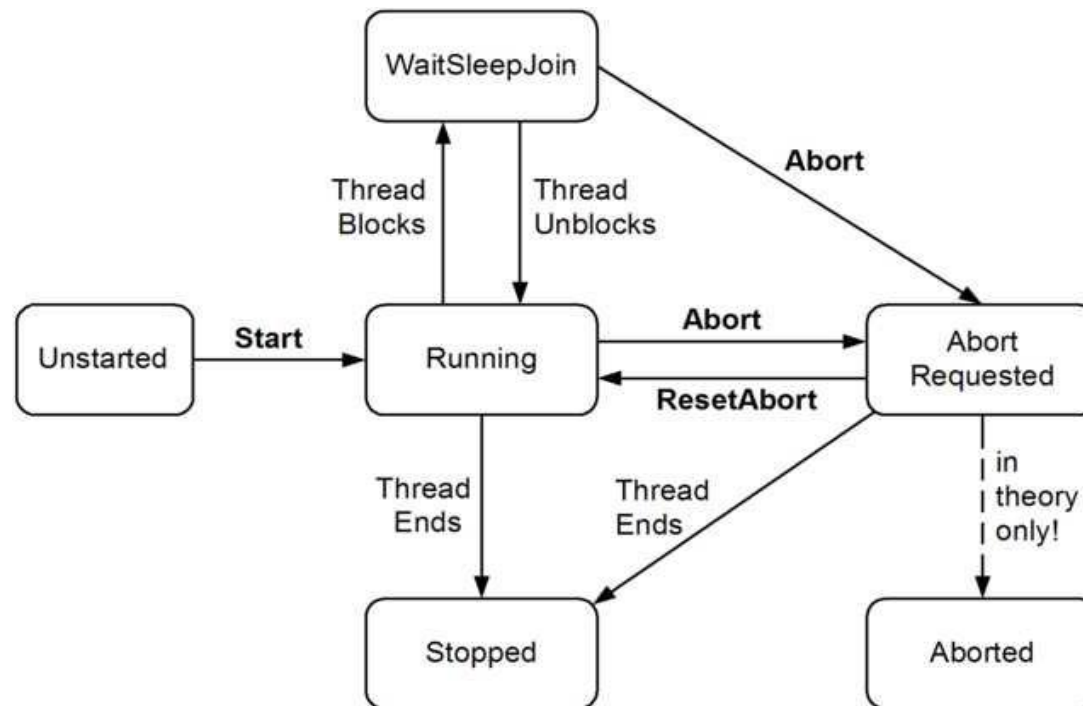 WaitSleepJoin
Abort
Thread
Blocks
Thread
Unblocks
Unstarted
Start
Running
Abort
ResetAbort
Abort
Requested
Thread
Ends
Thread
Ends
in
theory
only!
Stopped
Aborted